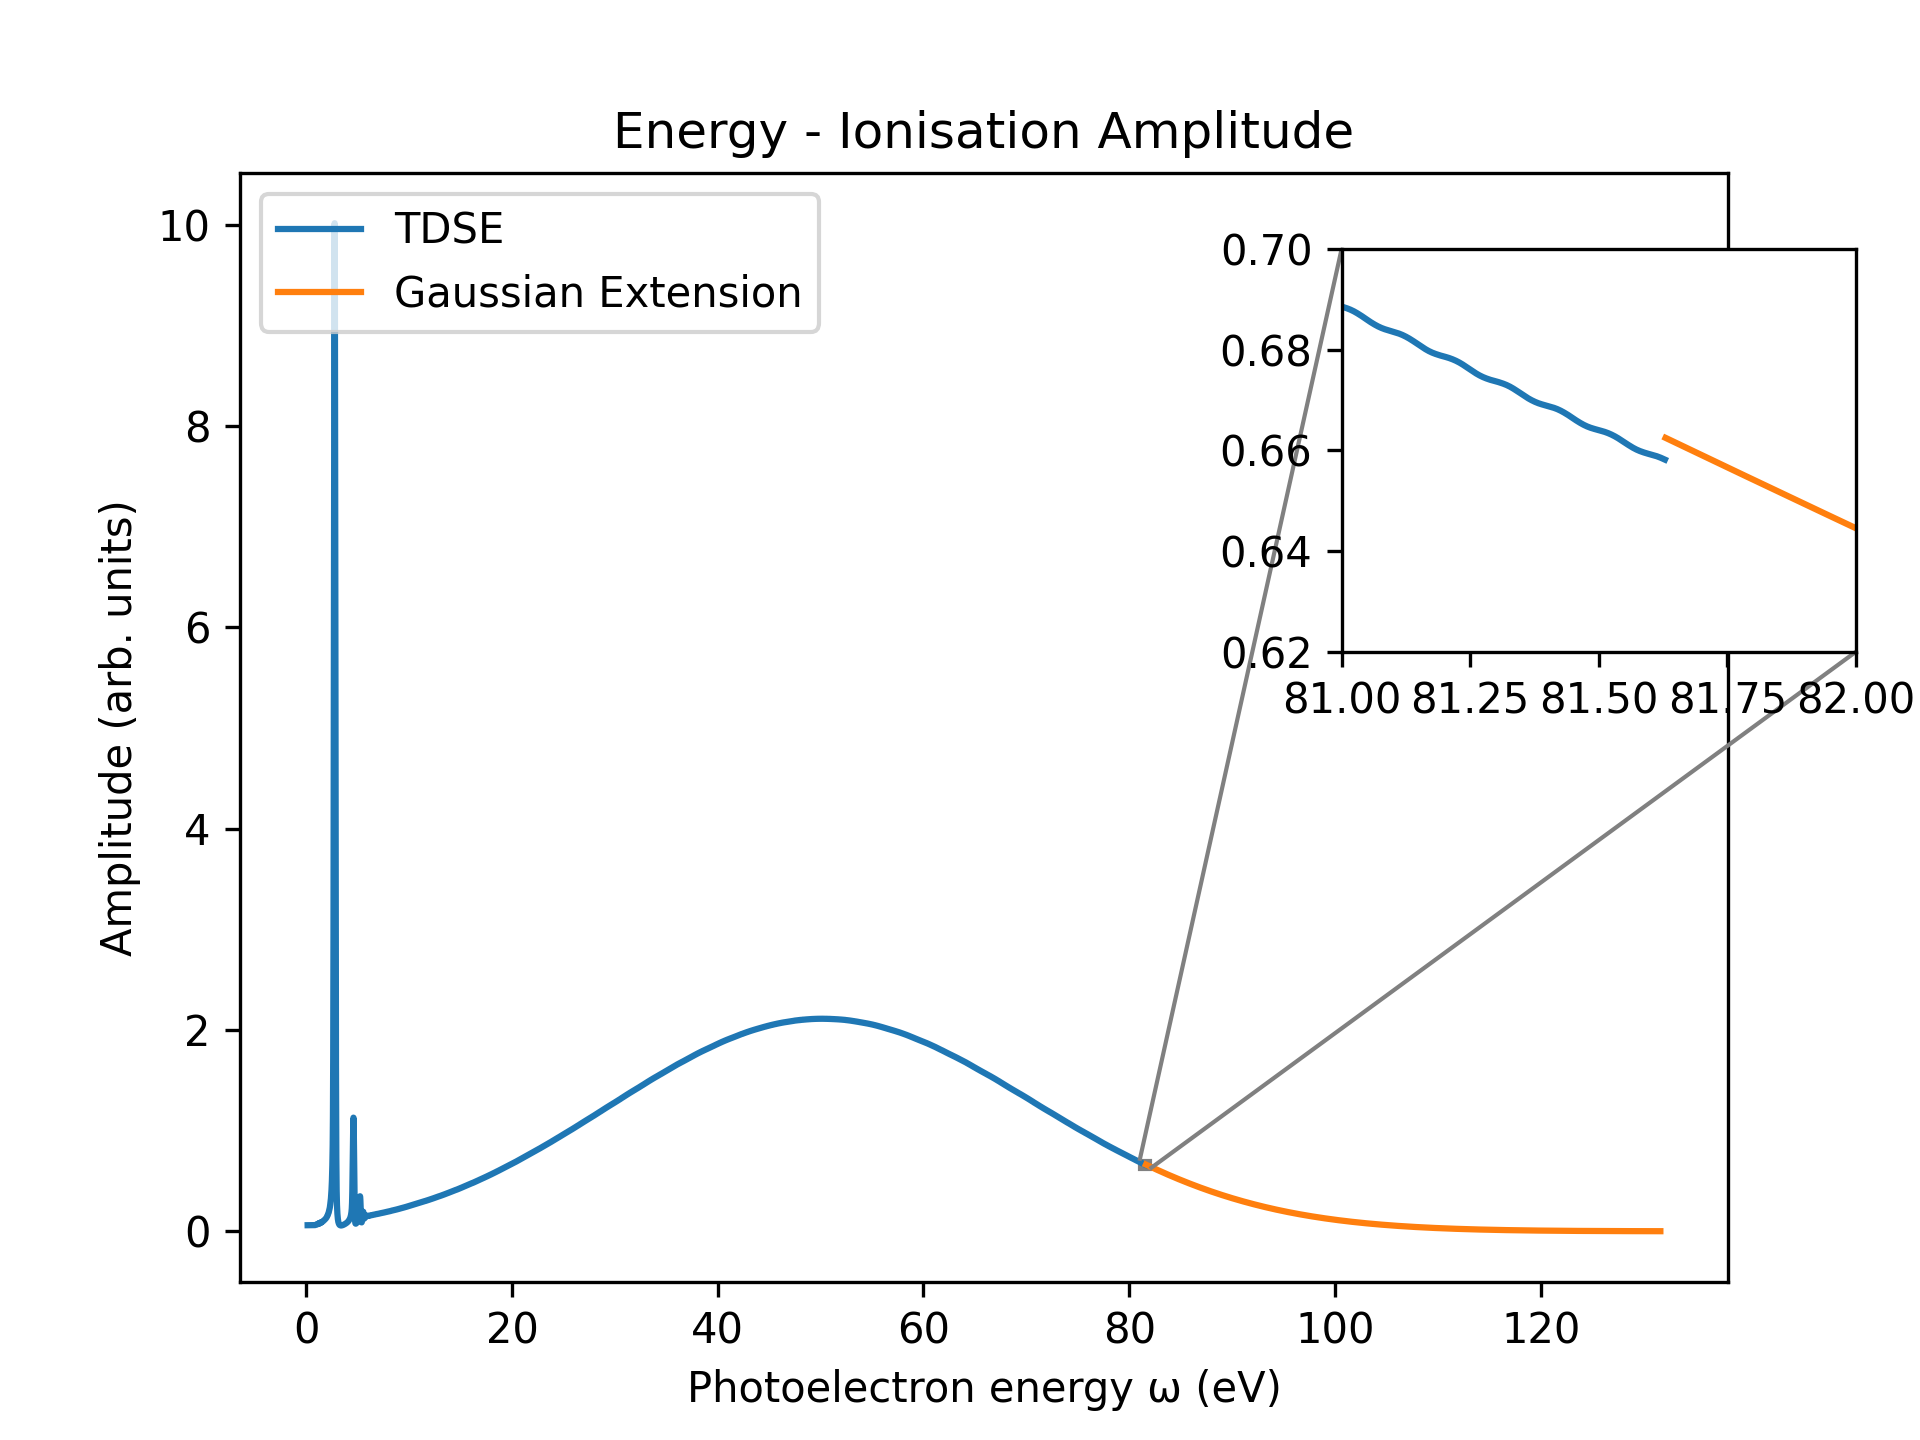 Energy - Ionisation Amplitude
TDSE
Gaussian Extension
10
8
6
4
2
0
Amplitude (arb. units)
0.70
0.68
0.66
0.64
0.62
81.00 81.25 81.50 81.75 82.00
0 20 40 60 80 100 120
Photoelectron energy ω (eV)